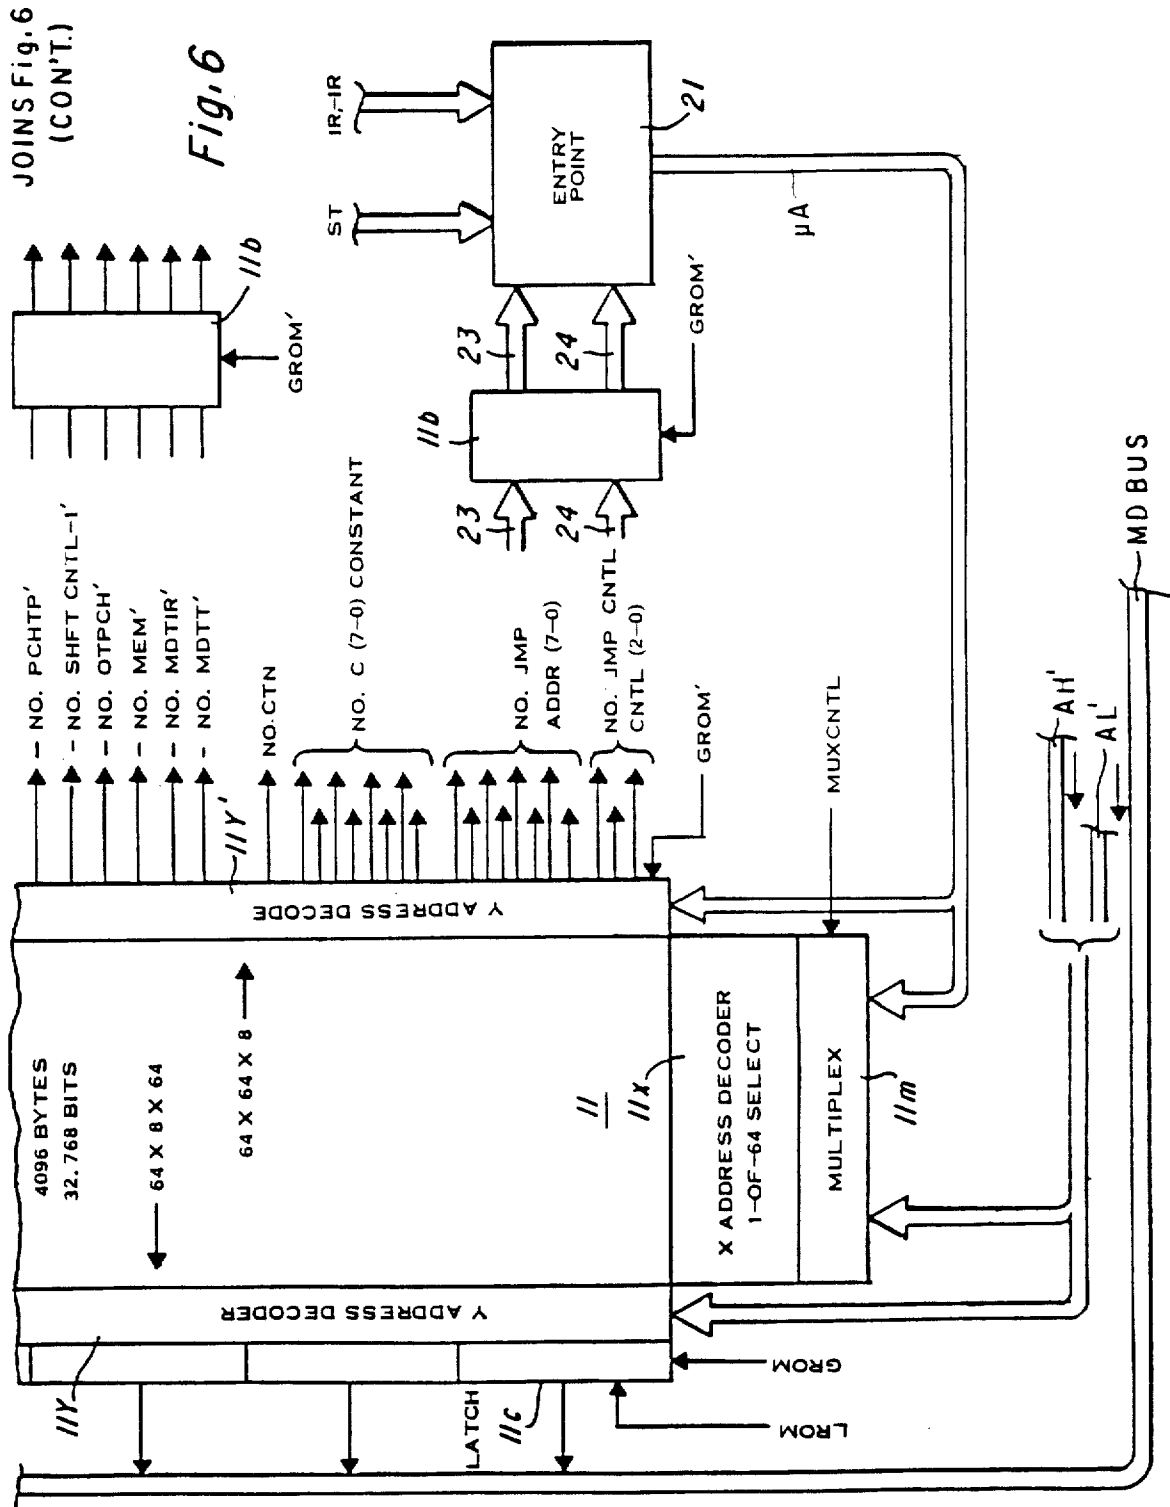 JOINS Fig. 6
(CON'T.)
Fig. 6
11b
GROM'
ST
IR,-IR
ENTRY
POINT
21
μA
23
24
11b
23
24
GROM'
– NO. PCHTP'
– NO. SHFT CNTL-1'
– NO. OTPCH'
– NO. MEM'
– NO. MDTIR'
– NO. MDTT'
NO. CTN
NO. C (7–0) CONSTANT
NO. JMP
ADDR (7–0)
NO. JMP CNTL
CNTL (2–0)
GROM'
MUXCNTL
11Y'
Y ADDRESS DECODE
4096 BYTES
32.768 BITS
64 X 8 X 64
64 X 64 X 8
11
11X
X ADDRESS DECODER
1-OF-64 SELECT
MULTIPLEX
11m
Y ADDRESS DECODER
11Y
LATCH
11C
GROM
LROM
AH'
AL'
MD BUS